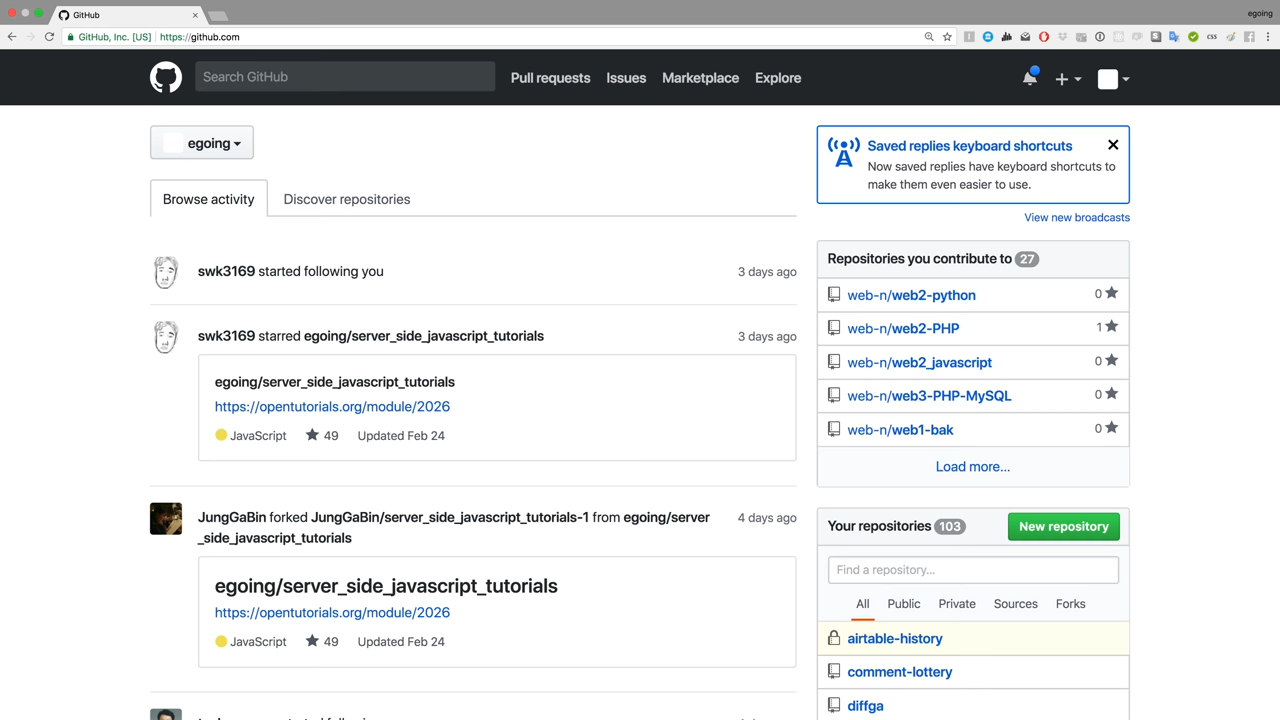 GitHub
egoing
GitHub, Inc. [US] https://github.com
CSS
Search GitHub
Pull requests Issues Marketplace Explore
egoing
Browse activity Discover repositories
swk3169 started following you 3 days ago
swk3169 starred egoing/server_side_javascript_tutorials 3 days ago
egoing/server_side_javascript_tutorials
https://opentutorials.org/module/2026
JavaScript 49 Updated Feb 24
JungGaBin forked JungGaBin/server_side_javascript_tutorials-1 from egoing/server 4 days ago
_side_javascript_tutorials
egoing/server_side_javascript_tutorials
https://opentutorials.org/module/2026
JavaScript 49 Updated Feb 24
Saved replies keyboard shortcuts
Now saved replies have keyboard shortcuts to
make them even easier to use.
View new broadcasts
Repositories you contribute to 27
web-n/web2-python 0
web-n/web2-PHP 1
web-n/web2_javascript 0
web-n/web3-PHP-MySQL 0
web-n/web1-bak 0
Load more...
Your repositories 103 New repository
Find a repository...
All Public Private Sources Forks
airtable-history
comment-lottery
diffga